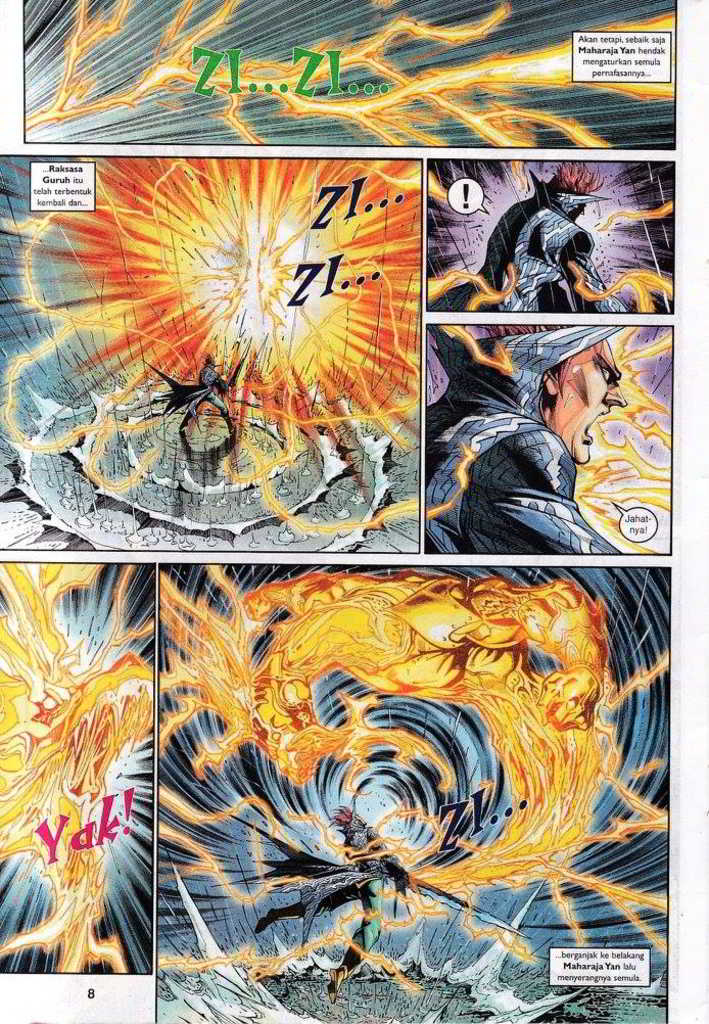 Akan tetapi, sebaik saja
Maharaja Yan hendak
mengaturkan semula
pernafasannya...
ZI...ZI...
...Raksasa
Guruh itu
telah terbentuk
kembali dan...
ZI...
ZI...
!
Jahat-
nya!
Yak!
ZI...
...berganjak ke belakang
Maharaja Yan lalu
menyerangnya semula.
8